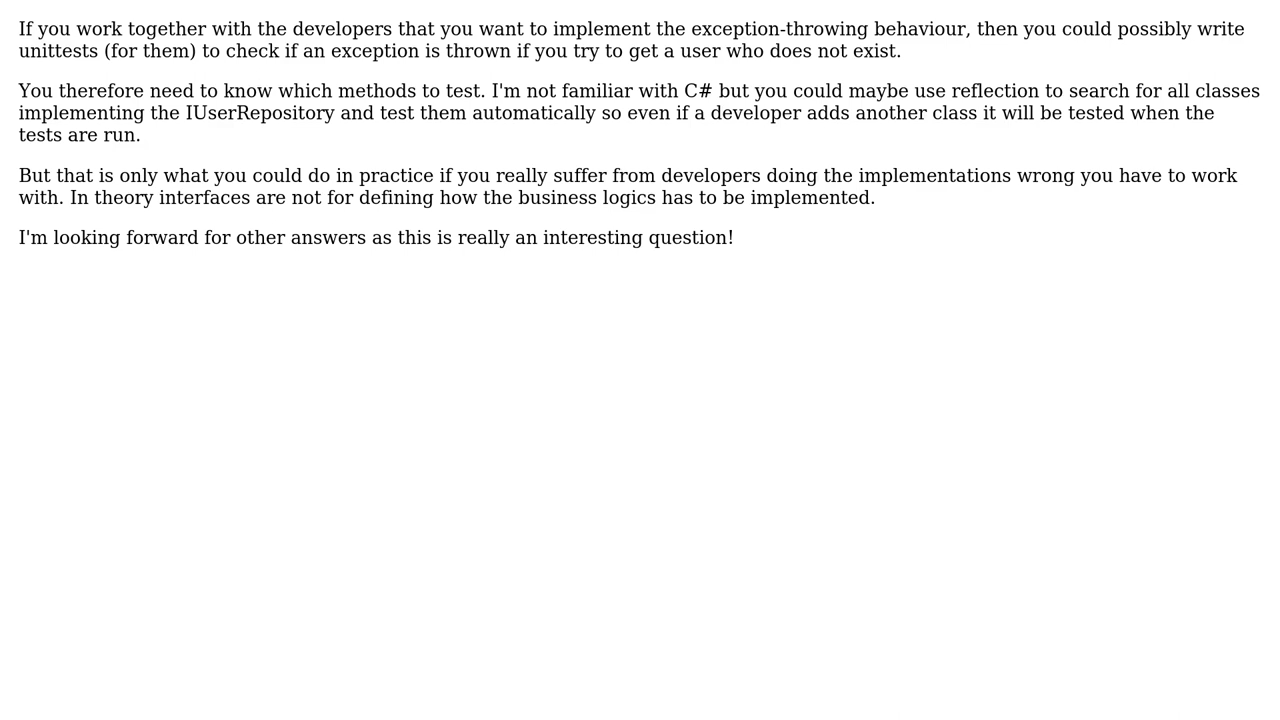 If you work together with the developers that you want to implement the exception-throwing behaviour, then you could possibly write
unittests (for them) to check if an exception is thrown if you try to get a user who does not exist.
You therefore need to know which methods to test. I'm not familiar with C# but you could maybe use reflection to search for all classes
implementing the IUserRepository and test them automatically so even if a developer adds another class it will be tested when the
tests are run.
But that is only what you could do in practice if you really suffer from developers doing the implementations wrong you have to work
with. In theory interfaces are not for defining how the business logics has to be implemented.
I'm looking forward for other answers as this is really an interesting question!